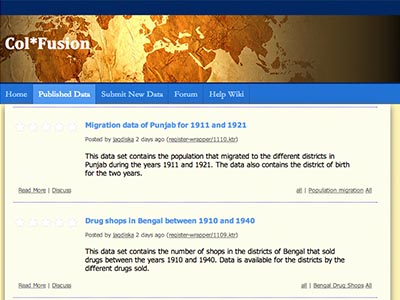 Col*Fusion
Home Published Data Submit New Data Forum Help Wiki
Migration data of Punjab for 1911 and 1921
Posted by jagdiska 2 days ago (register-wrapper/1110.ktr)
This data set contains the population that migrated to the different districts in
Punjab during the years 1911 and 1921. The data also contains the district of birth
for the two years.
Read More | Discuss all | Population migration All
Drug shops in Bengal between 1910 and 1940
Posted by jagdiska 2 days ago (register-wrapper/1109.ktr)
This data set contains the number of shops in the districts of Bengal that sold
drugs between the years 1910 and 1940. Data is available for the districts by the
different drugs sold.
Read More | Discuss all | Bengal Drug Shops All